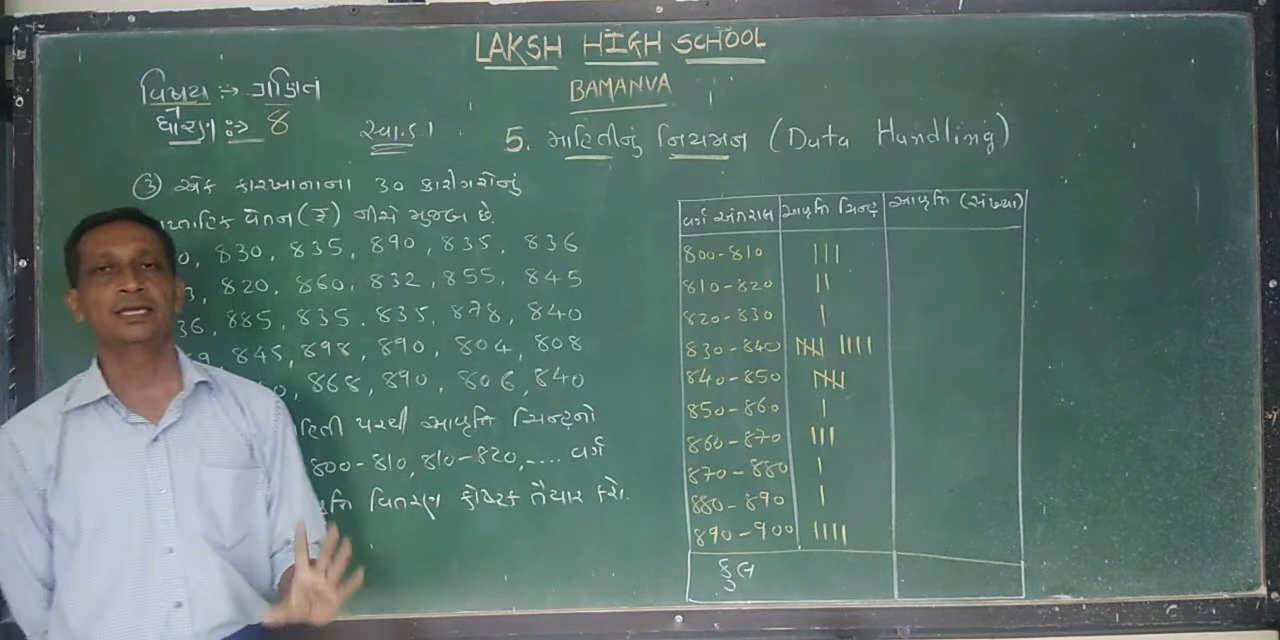 LAKSH HIGH SCHOOL
BAMANVA
વિષય :- ગણિત
ધોરણ :- 8
સ્વા.5.1
5. માહિતીનું નિયમન (Data Handling)
③ એક કારખાનાના 30 કારીગરોનું
વેતન (₹) નીચે મુજબ છે.
830, 835, 890, 835, 836
820, 860, 832, 855, 845
36, 885, 835. 835, 878, 840
845, 898, 890, 804, 808
868, 890, 806, 840
પરથી આવૃત્તિ ચિન્હનો
800-810, 810-820, .... વર્ગ
વિતરણ કોષ્ટક તૈયાર કરો.
વર્ગ અંતરાલ આવૃત્તિ ચિન્હ આવૃત્તિ (સંખ્યા)
800-810 |||
810-820 ||
820-830 |
830-840 |||| ||||
840-850 ||||
850-860 |
860-870 |||
870-880 |
880-890 |
890-900 ||||
કુલ